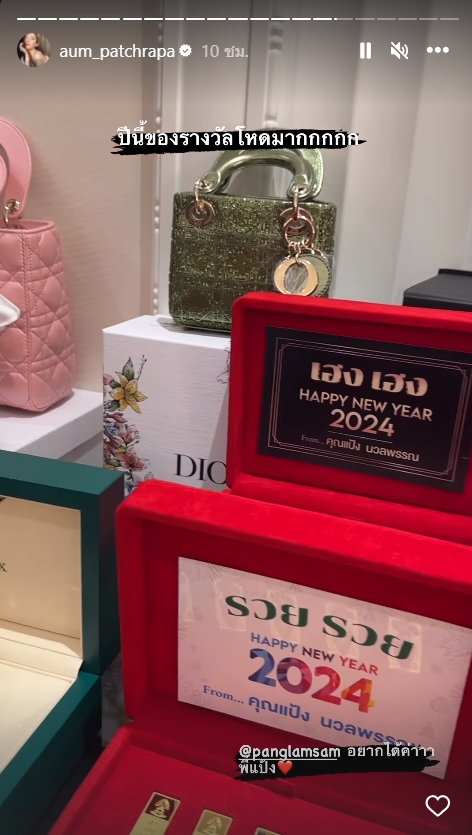 aum_patchrapa 10 ชม.
ปีนี้ของรางวัลโหดมากกกกก
เฮง เฮง
HAPPY NEW YEAR
2024
From... คุณแป้ง นวลพรรณ
DIO
X
รวย รวย
HAPPY NEW YEAR
2024
From... คุณแป้ง นวลพรรณ
@panglamsam อยากได้ค่าาว
พี่แป้ง❤️